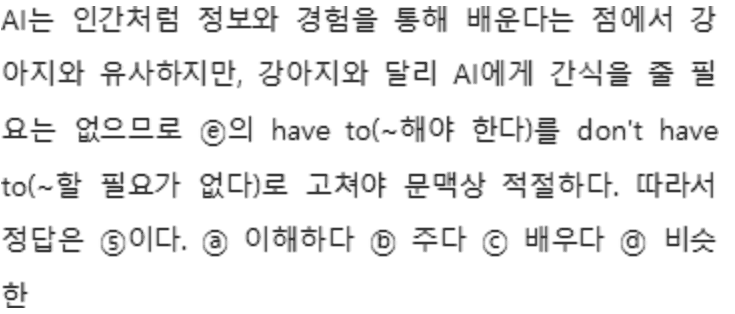 AI는 인간처럼 정보와 경험을 통해 배운다는 점에서 강
아지와 유사하지만, 강아지와 달리 AI에게 간식을 줄 필
요는 없으므로 ⓔ의 have to(~해야 한다)를 don't have
to(~할 필요가 없다)로 고쳐야 문맥상 적절하다. 따라서
정답은 ⑤이다. ⓐ 이해하다 ⓑ 주다 ⓒ 배우다 ⓓ 비슷
한